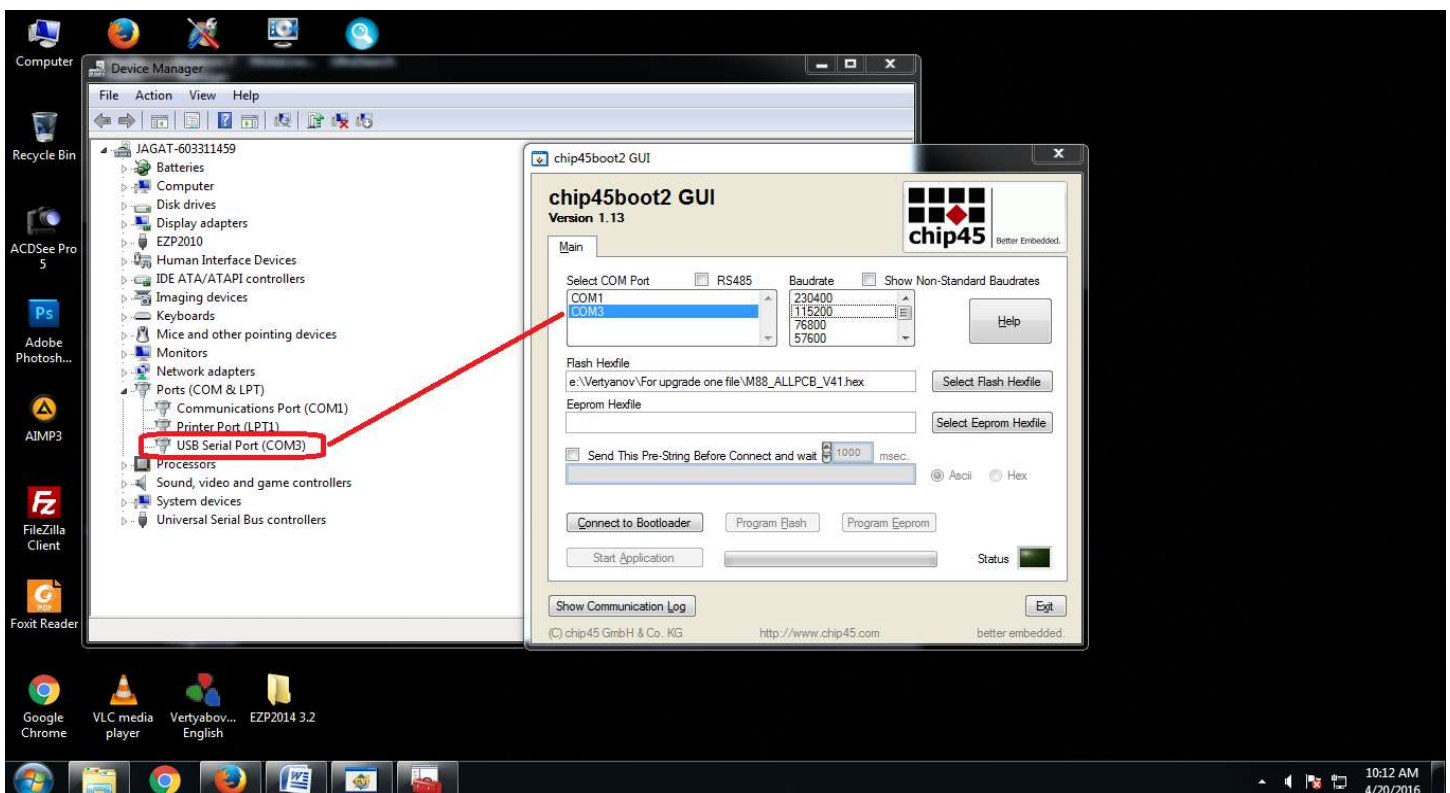 Computer
Recycle Bin
ACDSee Pro
5
Ps
Adobe
Photosh...
AIMP3
Fz
FileZilla
Client
G
PDF
Foxit Reader
Google
Chrome
VLC media
player
Vertyabov...
English
EZP2014 3.2
Device Manager
File Action View Help
JAGAT-603311459
Batteries
Computer
Disk drives
Display adapters
EZP2010
Human Interface Devices
IDE ATA/ATAPI controllers
Imaging devices
Keyboards
Mice and other pointing devices
Monitors
Network adapters
Ports (COM & LPT)
Communications Port (COM1)
Printer Port (LPT1)
USB Serial Port (COM3)
Processors
Sound, video and game controllers
System devices
Universal Serial Bus controllers
chip45boot2 GUI
chip45boot2 GUI
Version 1.13
chip45 Better Embedded.
Main
Select COM Port RS485 Baudrate Show Non-Standard Baudrates
COM1
COM3
230400
115200
76800
57600
Help
Flash Hexfile
e:\Vertyanov\For upgrade one file\M88_ALLPCB_V41.hex Select Flash Hexfile
Eeprom Hexfile
Select Eeprom Hexfile
Send This Pre-String Before Connect and wait 1000 msec.
Ascii Hex
Connect to Bootloader Program Flash Program Eeprom
Start Application Status
Show Communication Log Exit
(C) chip45 GmbH & Co. KG http://www.chip45.com better embedded.
10:12 AM
4/20/2016